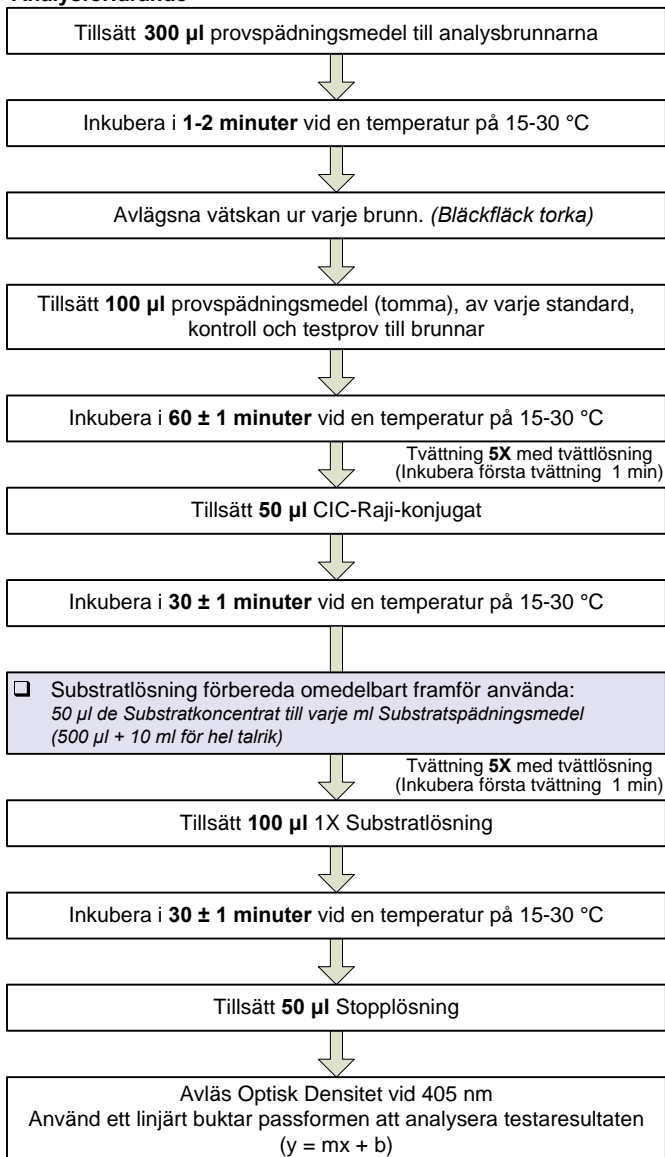 Tillsätt 300 µl provspädningsmedel till analysbrunnarna
Inkubera i 1-2 minuter vid en temperatur på 15-30 °C
Avlägsna vätskan ur varje brunn. (Bläckfläck torka)
Tillsätt 100 µl provspädningsmedel (tomma), av varje standard,
kontroll och testprov till brunnar
Inkubera i 60 ± 1 minuter vid en temperatur på 15-30 °C
Tvättning 5X med tvättlösning
(Inkubera första tvättning 1 min)
Tillsätt 50 µl CIC-Raji-konjugat
Inkubera i 30 ± 1 minuter vid en temperatur på 15-30 °C
❑ Substratlösning förbereda omedelbart framför använda:
50 µl de Substratkoncentrat till varje ml Substratspädningsmedel
(500 µl + 10 ml för hel talrik)
Tvättning 5X med tvättlösning
(Inkubera första tvättning 1 min)
Tillsätt 100 µl 1X Substratlösning
Inkubera i 30 ± 1 minuter vid en temperatur på 15-30 °C
Tillsätt 50 µl Stopplösning
Avläs Optisk Densitet vid 405 nm
Använd ett linjärt buktar passformen att analysera testaresultaten
(y = mx + b)